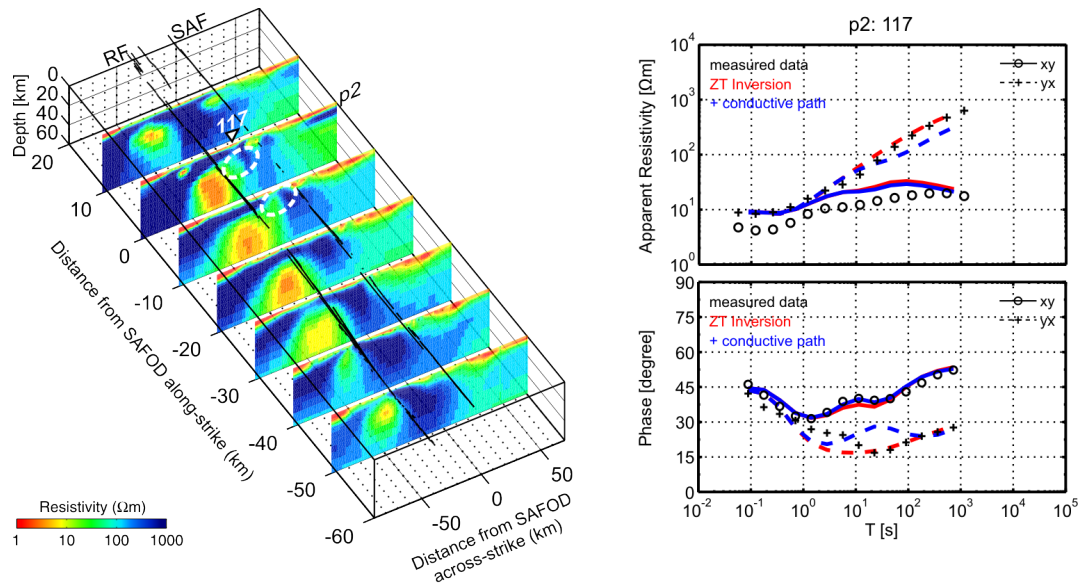 RF
SAF
Depth [km]
0
20
40
60
20
10
0
-10
-20
-30
-40
-50
-60
p2
117
Distance from SAFOD along-strike (km)
-50
0
50
Distance from SAFOD
across-strike (km)
Resistivity (Ωm)
1
10
100
1000
p2: 117
Apparent Resistivity [Ωm]
10⁴
10³
10²
10¹
10⁰
measured data
ZT Inversion
+ conductive path
xy
yx
Phase [degree]
90
75
60
45
30
15
0
measured data
ZT Inversion
+ conductive path
xy
yx
10⁻²
10⁻¹
10⁰
10¹
10²
10³
10⁴
10⁵
T [s]